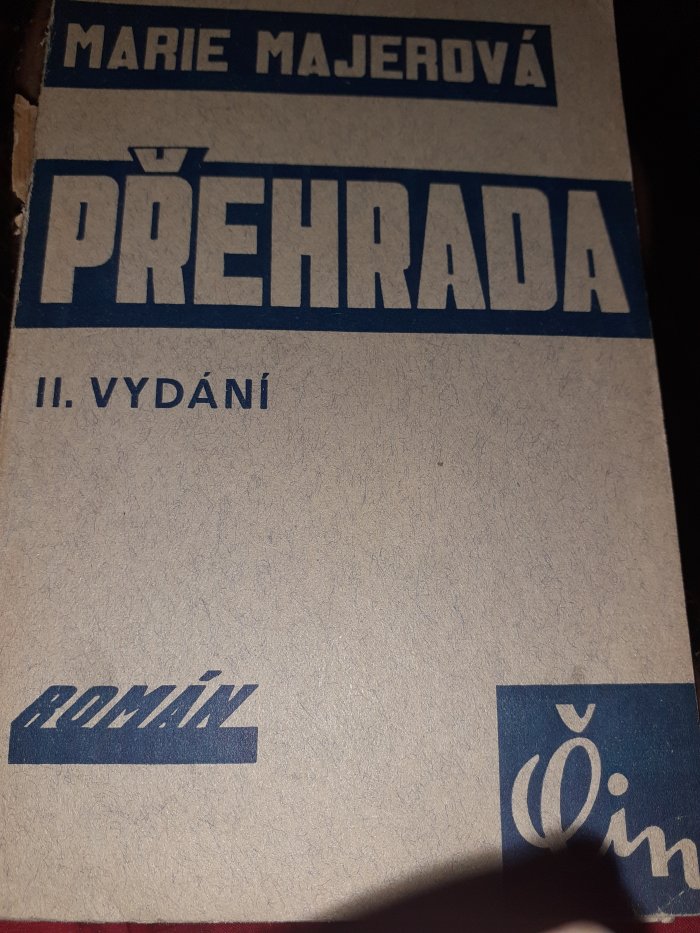 MARIE MAJEROVÁ
PŘEHRADA
II. VYDÁNÍ
ROMÁN
Čin